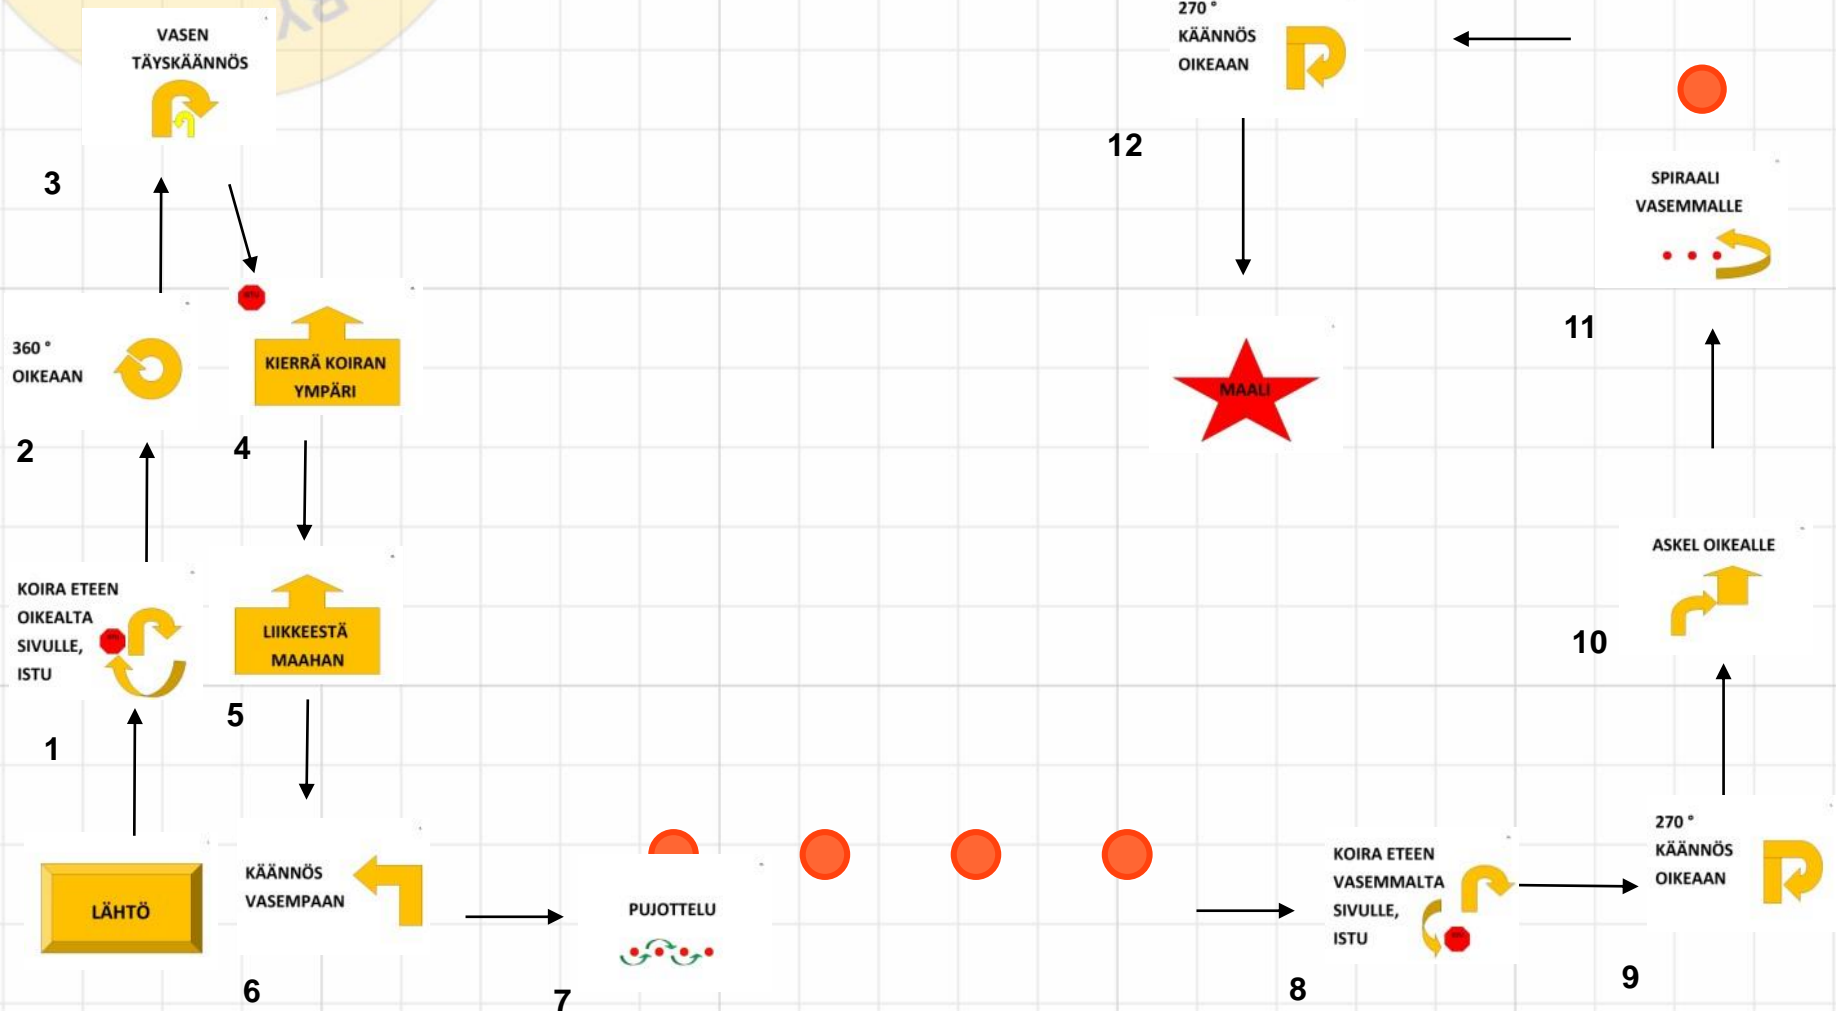 RY
VASEN
TÄYSKÄÄNNÖS
3
360 °
OIKEAAN
2
KIERRÄ KOIRAN
YMPÄRI
4
KOIRA ETEEN
OIKEALTA
SIVULLE,
ISTU
1
LIIKKEESTÄ
MAAHAN
5
LÄHTÖ
KÄÄNNÖS
VASEMPAAN
6
PUJOTTELU
7
KOIRA ETEEN
VASEMMALTA
SIVULLE,
ISTU
8
270 °
KÄÄNNÖS
OIKEAAN
9
ASKEL OIKEALLE
10
SPIRAALI
VASEMMALLE
11
270 °
KÄÄNNÖS
OIKEAAN
12
MAALI